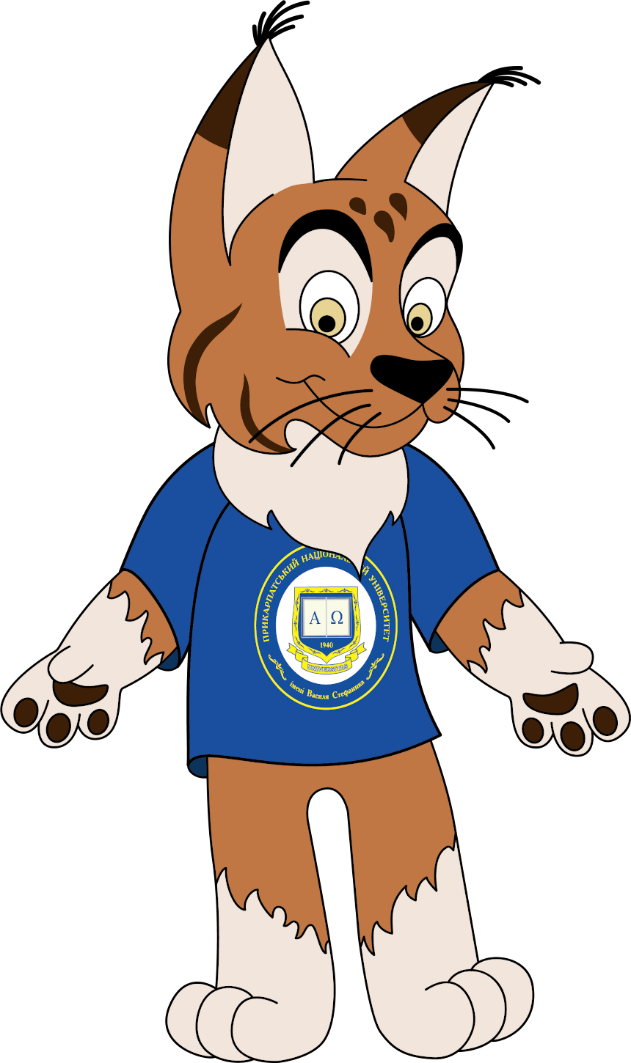 ПРИКАРПАТСЬКИЙ НАЦІОНАЛЬНИЙ УНІВЕРСИТЕТ
Α Ω
1940
імені Василя Стефаника